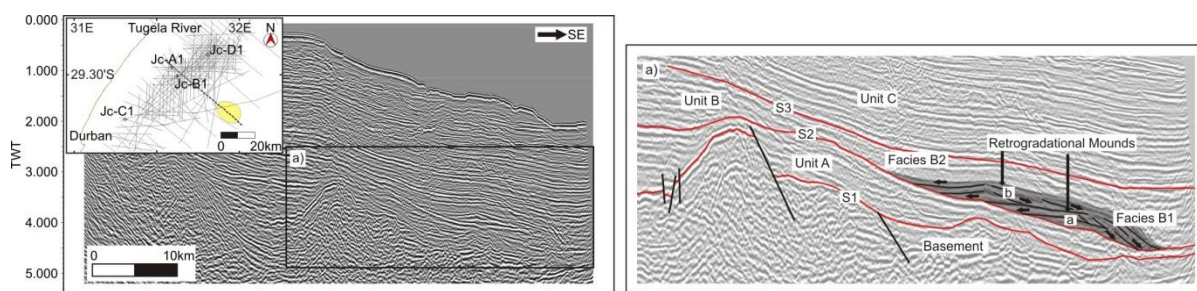 0.000
1.000
2.000
3.000
4.000
5.000
TWT
31E Tugela River 32E N
Jc-D1
Jc-A1
29.30'S
Jc-B1
Jc-C1
Durban
0 20km
SE
a)
0 10km
a)
Unit B
Unit C
S3
S2
Retrogradational Mounds
Unit A
Facies B2
b
S1
a
Facies B1
Basement